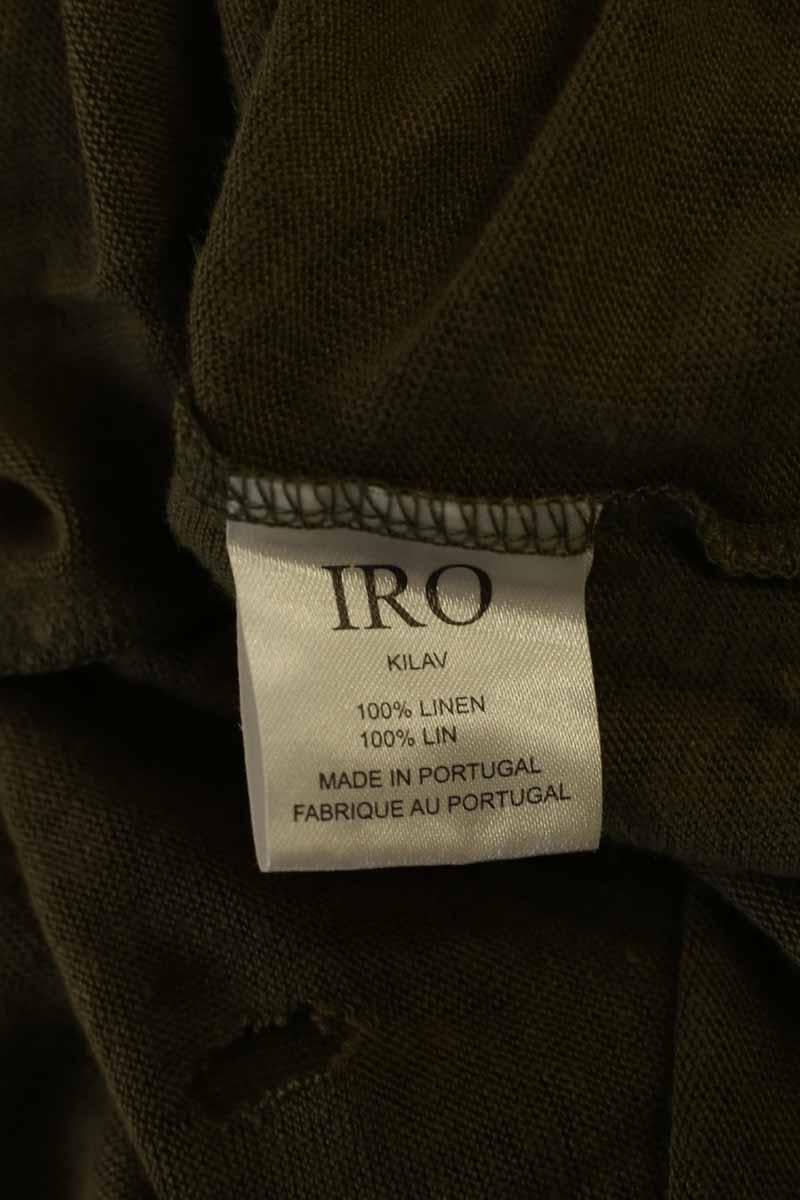 IRO
KILAV
100% LINEN
100% LIN
MADE IN PORTUGAL
FABRIQUE AU PORTUGAL